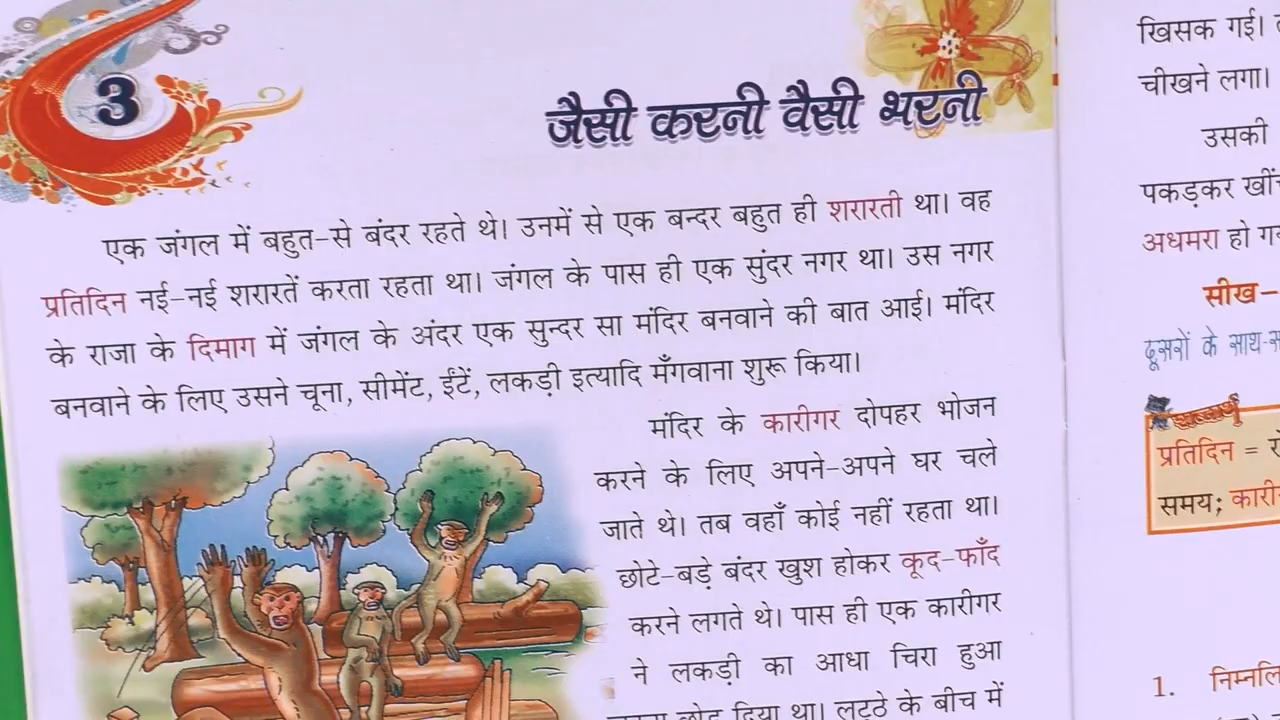 3
जैसी करनी वैसी भरनी
एक जंगल में बहुत-से बंदर रहते थे। उनमें से एक बन्दर बहुत ही शरारती था। वह
प्रतिदिन नई-नई शरारतें करता रहता था। जंगल के पास ही एक सुंदर नगर था। उस नगर
के राजा के दिमाग में जंगल के अंदर एक सुन्दर सा मंदिर बनवाने की बात आई। मंदिर
बनवाने के लिए उसने चूना, सीमेंट, ईंटें, लकड़ी इत्यादि मँगवाना शुरू किया।
मंदिर के कारीगर दोपहर भोजन
करने के लिए अपने-अपने घर चले
जाते थे। तब वहाँ कोई नहीं रहता था।
छोटे-बड़े बंदर खुश होकर कूद-फाँद
करने लगते थे। पास ही एक कारीगर
ने लकड़ी का आधा चिरा हुआ
छोड़ दिया था। लट्ठे के बीच में
खिसक गई।
चीखने लगा।
उसकी
पकड़कर
अधमरा हो
सीख-
दूसरों के साथ
शब्दार्थ
प्रतिदिन =
समय;
1.